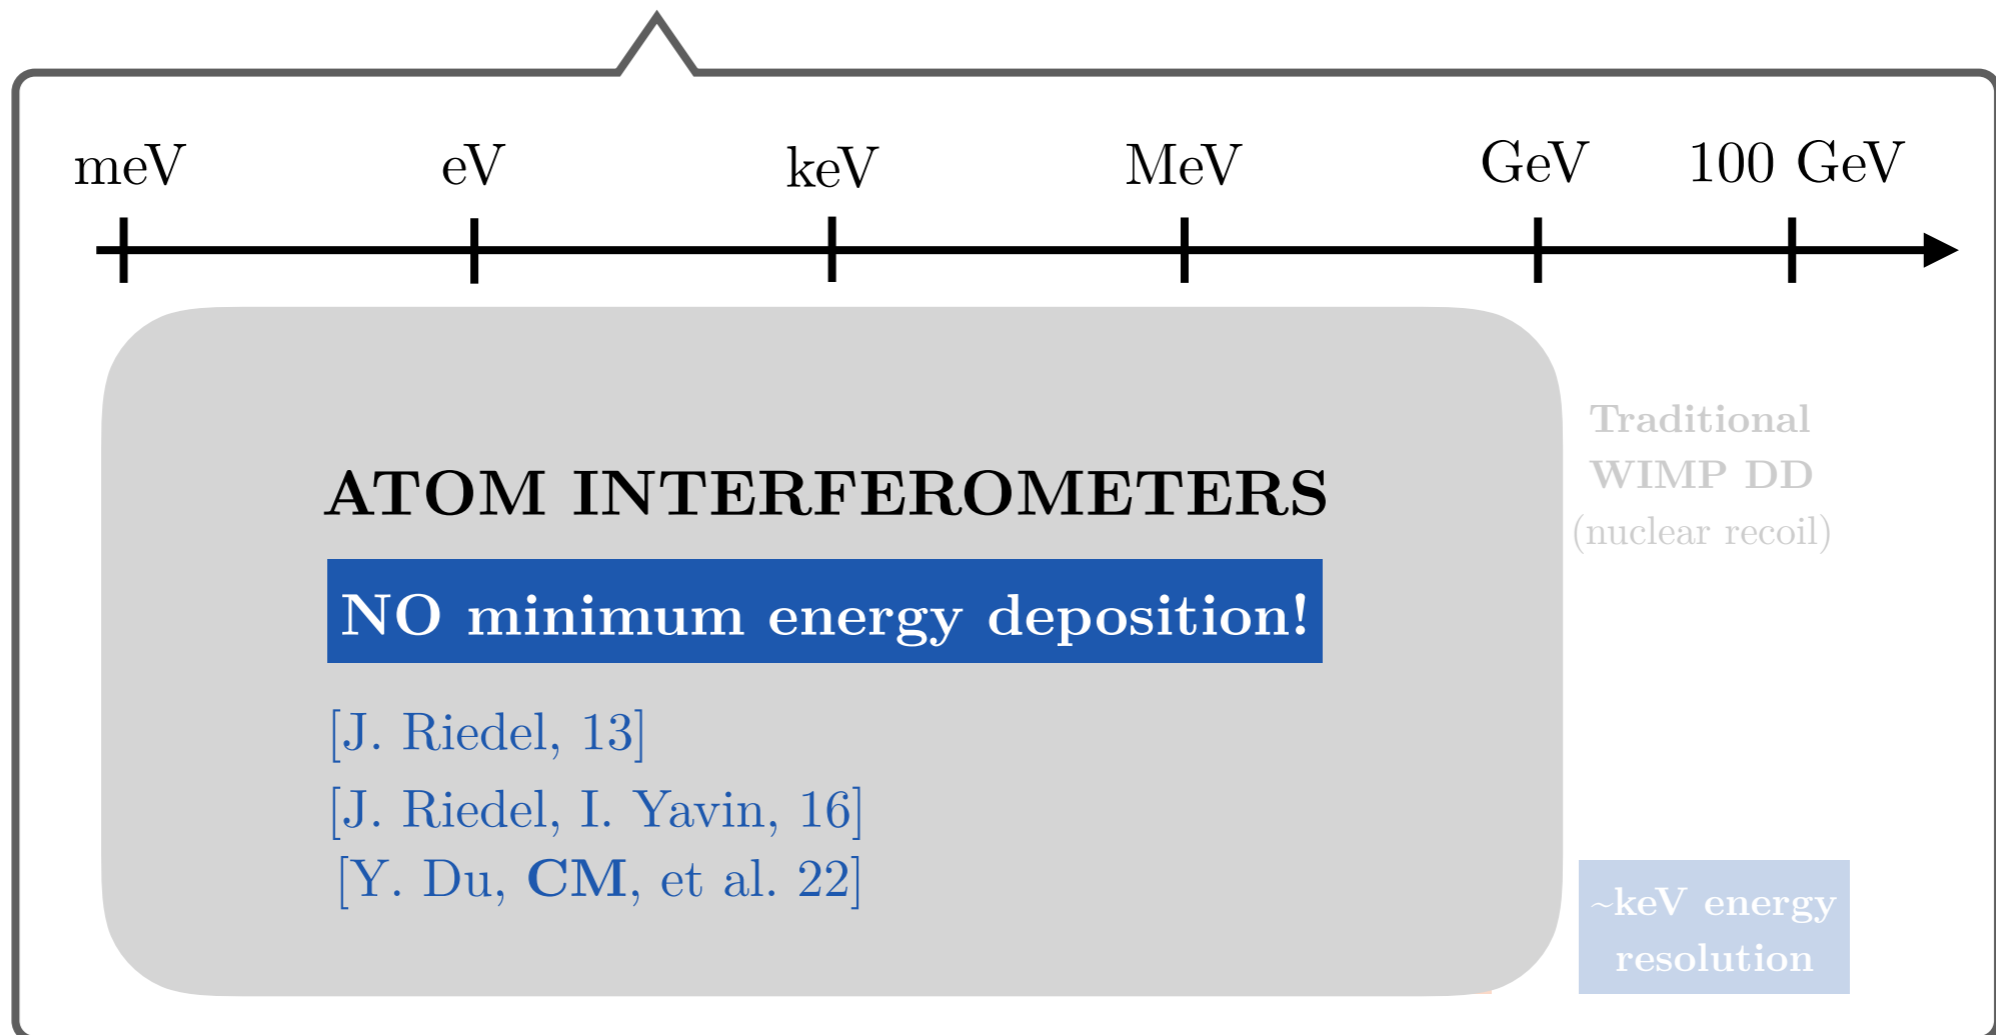 meV eV keV MeV GeV 100 GeV
ATOM INTERFEROMETERS
NO minimum energy deposition!
[J. Riedel, 13]
[J. Riedel, I. Yavin, 16]
[Y. Du, CM, et al. 22]
Traditional
WIMP DD
(nuclear recoil)
~keV energy
resolution